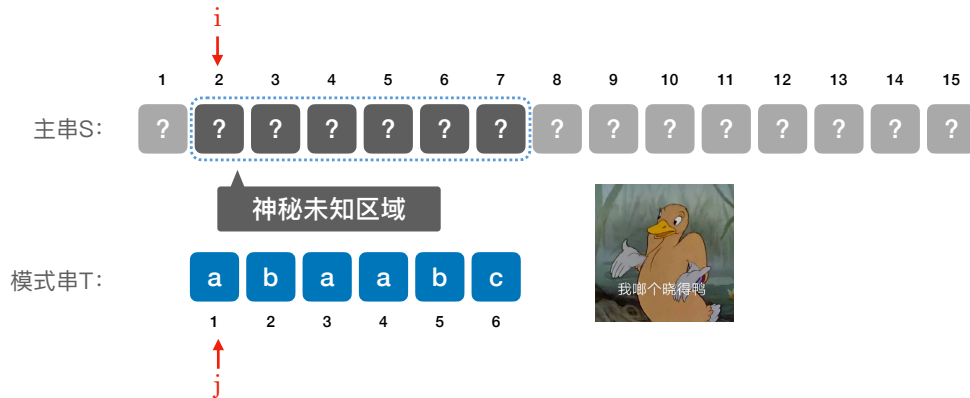 i
1 2 3 4 5 6 7 8 9 10 11 12 13 14 15
主串S： ? ? ? ? ? ? ? ? ? ? ? ? ? ? ?
神秘未知区域
模式串T： a b a a b c
我啷个晓得鸭
1 2 3 4 5 6
j